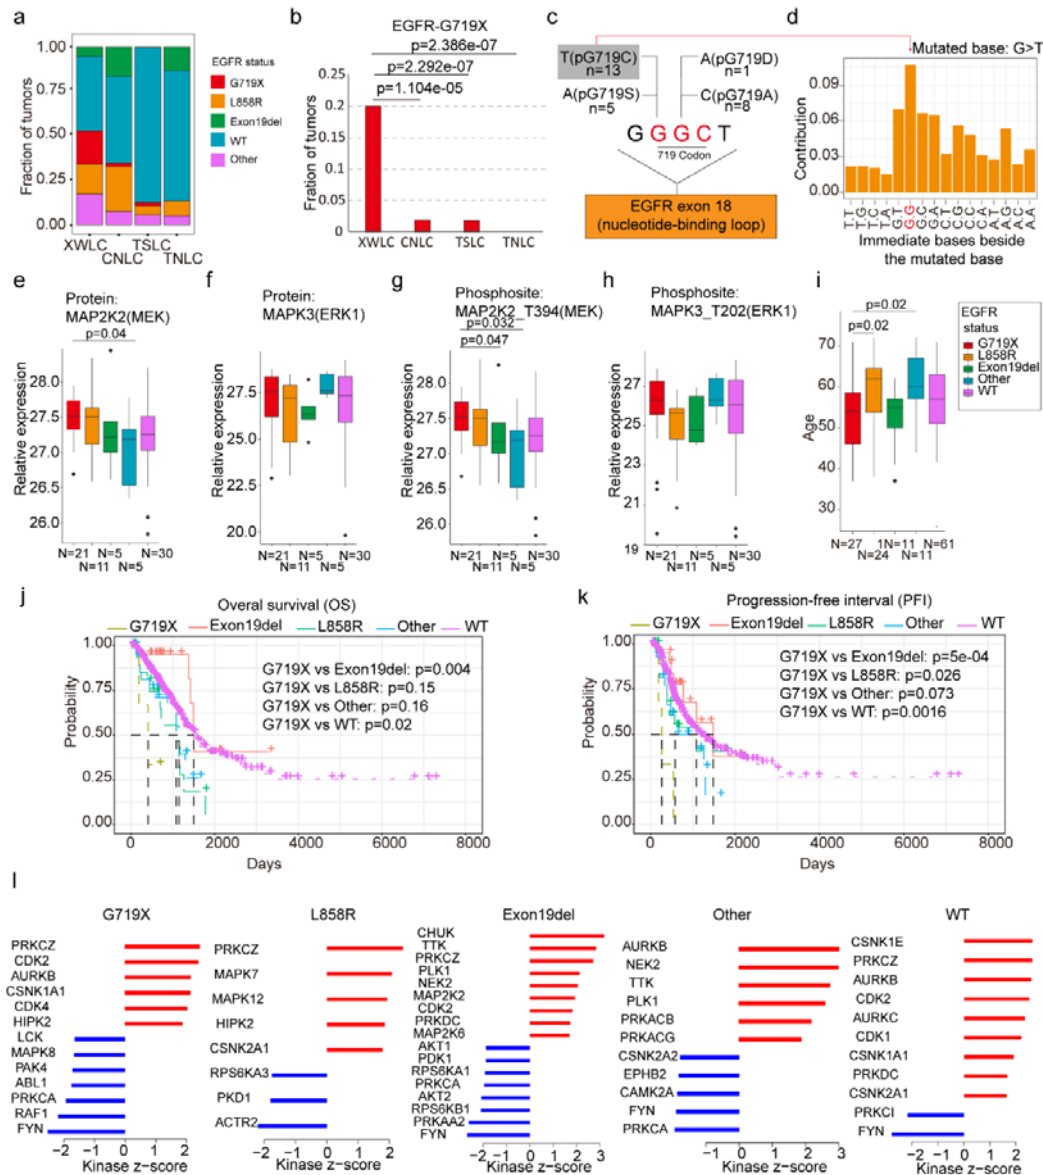 a
1.00
0.75
0.50
0.25
0.00
Fraction of tumors
XWLC
CNLC
TSLC
TNLC
EGFR status
G719X
L858R
Exon19del
WT
Other
b
EGFR-G719X
p=2.386e-07
p=2.292e-07
p=1.104e-05
0.2
0.15
0.1
0.05
0
Fration of tumors
XWLC
CNLC
TSLC
TNLC
c
T(pG719C)
n=13
A(pG719D)
n=1
A(pG719S)
n=5
C(pG719A)
n=8
G G G C T
719 Codon
EGFR exon 18
(nucleotide-binding loop)
d
Mutated base: G>T
0.09
0.06
0.03
0.00
Contribution
T.T
T.G
T.C
T.A
G.T
G.G
G.C
G.A
C.T
C.G
C.C
C.A
A.T
A.G
A.C
A.A
Immediate bases beside
the mutated base
e
Protein:
MAP2K2(MEK)
p=0.04
28.0
27.5
27.0
26.5
26.0
Relative expression
N=21
N=11
N=5
N=5
N=30
f
Protein:
MAPK3(ERK1)
27.5
25.0
22.5
20.0
Relative expression
N=21
N=11
N=5
N=5
N=30
g
Phosphosite:
MAP2K2_T394(MEK)
p=0.032
p=0.047
28.0
27.5
27.0
26.5
26.0
Relative expression
N=21
N=11
N=5
N=5
N=30
h
Phosphosite:
MAPK3_T202(ERK1)
27
25
23
21
19
Relative expression
N=21
N=11
N=5
N=5
N=30
i
p=0.02
p=0.02
70
60
50
40
30
Age
N=27
N=24
1N=11
N=11
N=61
EGFR
status
G719X
L858R
Exon19del
Other
WT
j
Overal survival (OS)
G719X
Exon19del
L858R
Other
WT
G719X vs Exon19del: p=0.004
G719X vs L858R: p=0.15
G719X vs Other: p=0.16
G719X vs WT: p=0.02
1.00
0.75
0.50
0.25
0.00
Probability
0
2000
4000
6000
8000
Days
k
Progression-free interval (PFI)
G719X
Exon19del
L858R
Other
WT
G719X vs Exon19del: p=5e-04
G719X vs L858R: p=0.026
G719X vs Other: p=0.073
G719X vs WT: p=0.0016
1.00
0.75
0.50
0.25
0.00
Probability
0
2000
4000
6000
8000
Days
l
G719X
PRKCZ
CDK2
AURKB
CSNK1A1
CDK4
HIPK2
LCK
MAPK8
PAK4
ABL1
PRKCA
RAF1
FYN
−2 −1 0 1 2
Kinase z-score
L858R
PRKCZ
MAPK7
MAPK12
HIPK2
CSNK2A1
RPS6KA3
PKD1
ACTR2
−2 −1 0 1 2
Kinase z-score
Exon19del
CHUK
TTK
PRKCZ
PLK1
NEK2
MAP2K2
CDK2
PRKDC
MAP2K6
AKT1
PDK1
RPS6KA1
PRKCA
AKT2
RPS6KB1
PRKAA2
FYN
−2 −1 0 1 2 3
Kinase z-score
Other
AURKB
NEK2
TTK
PLK1
PRKACB
PRKACG
CSNK2A2
EPHB2
CAMK2A
FYN
PRKCA
−2 −1 0 1 2 3
Kinase z-score
WT
CSNK1E
PRKCZ
AURKB
CDK2
AURKC
CDK1
CSNK1A1
PRKDC
CSNK2A1
PRKCI
FYN
−2 −1 0 1 2
Kinase z-score